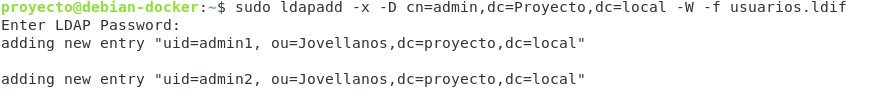 proyecto@debian-docker:~$ sudo ldapadd -x -D cn=admin,dc=Proyecto,dc=local -W -f usuarios.ldif
Enter LDAP Password:
adding new entry "uid=admin1, ou=Jovellanos,dc=proyecto,dc=local"
adding new entry "uid=admin2, ou=Jovellanos,dc=proyecto,dc=local"